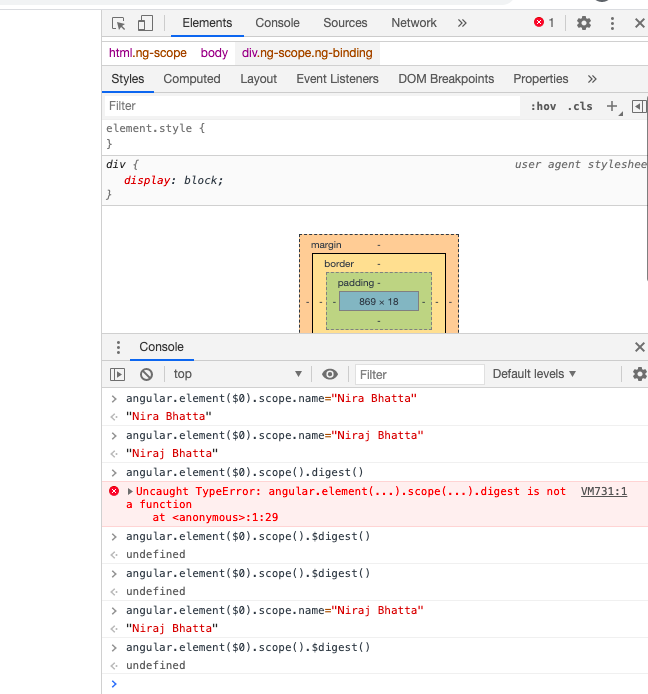 Elements Console Sources Network » 1
html.ng-scope body div.ng-scope.ng-binding
Styles Computed Layout Event Listeners DOM Breakpoints Properties »
Filter :hov .cls +
element.style {
}
div { user agent styleshee
display: block;
}
margin -
border -
padding -
- - - 869 × 18 - - -
-
Console
top Filter Default levels
angular.element($0).scope.name="Nira Bhatta"
"Nira Bhatta"
angular.element($0).scope.name="Niraj Bhatta"
"Niraj Bhatta"
angular.element($0).scope().digest()
Uncaught TypeError: angular.element(...).scope(...).digest is not VM731:1
a function
at <anonymous>:1:29
angular.element($0).scope().$digest()
undefined
angular.element($0).scope().$digest()
undefined
angular.element($0).scope.name="Niraj Bhatta"
"Niraj Bhatta"
angular.element($0).scope().$digest()
undefined